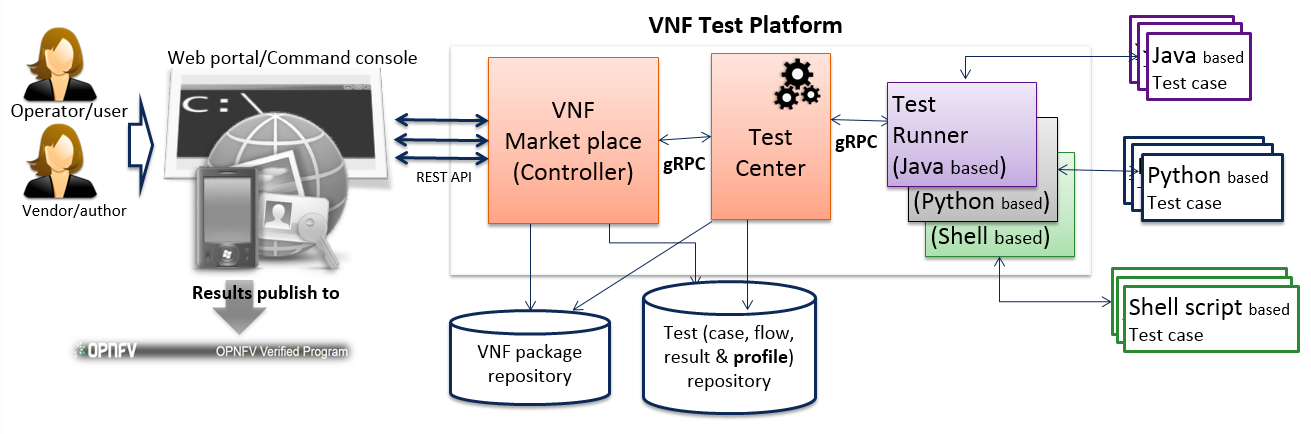 VNF Test Platform
Operator/user
Vendor/author
Web portal/Command console
C:\
Results publish to
OPNFV
OPNFV Verified Program
REST API
VNF
Market place
(Controller)
gRPC
Test
Center
gRPC
Test
Runner
(Java based)
(Python based)
(Shell based)
VNF package
repository
Test (case, flow,
result & profile)
repository
Java based
Test case
Python based
Test case
Shell script based
Test case